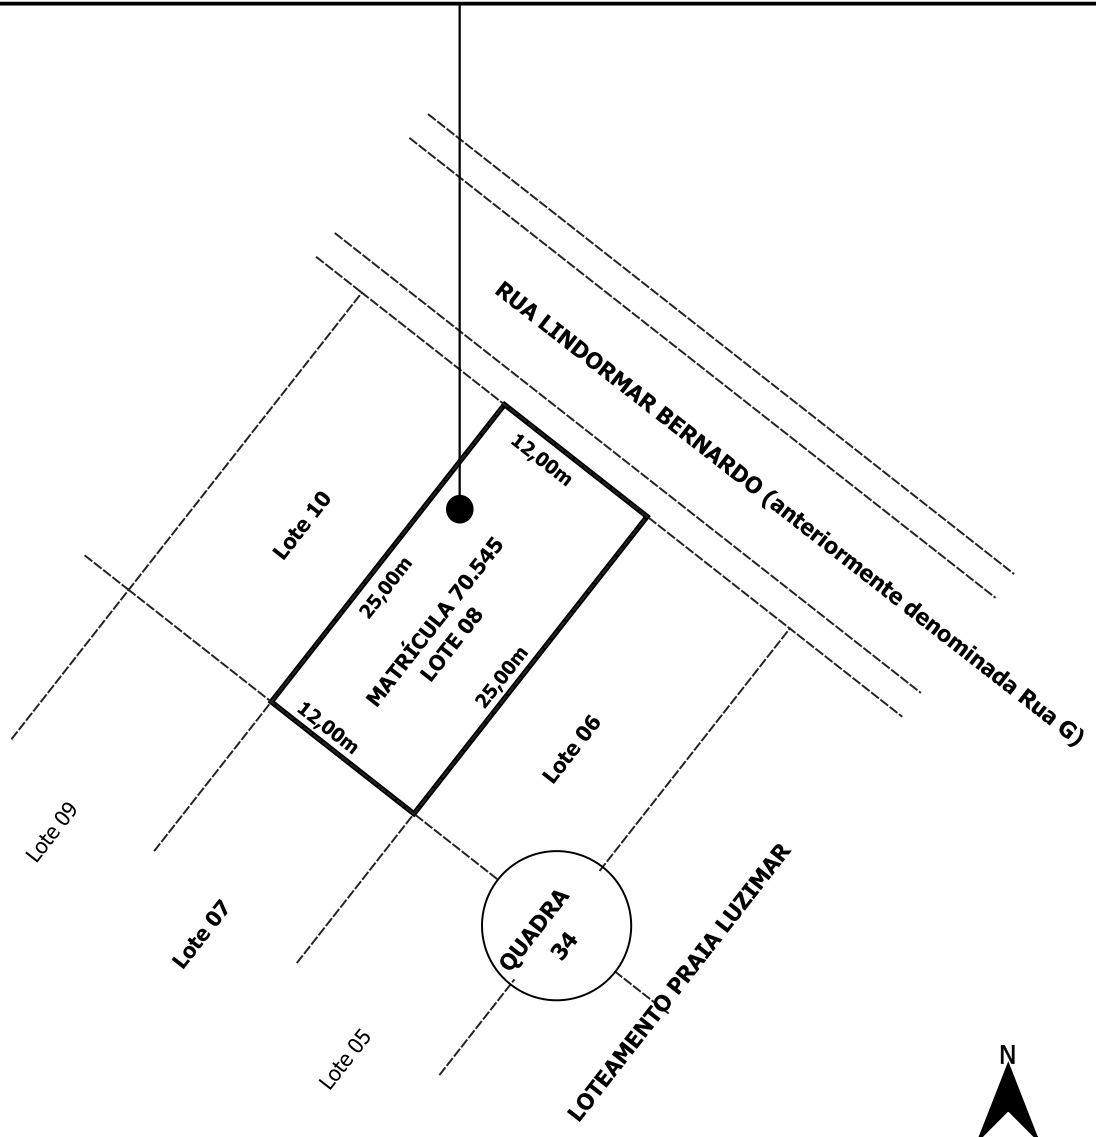 RUA LINDORMAR BERNARDO (anteriormente denominada Rua G)
12,00m
Lote 10
25,00m
MATRÍCULA 70.545
LOTE 08
25,00m
12,00m
Lote 06
Lote 09
Lote 07
QUADRA
34
LOTEAMENTO PRAIA LUZIMAR
Lote 05
N